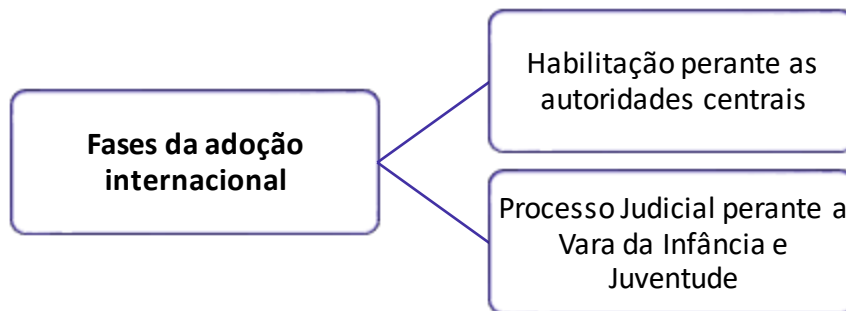 Fases da adoção
internacional
Habilitação perante as
autoridades centrais
Processo Judicial perante a
Vara da Infância e
Juventude